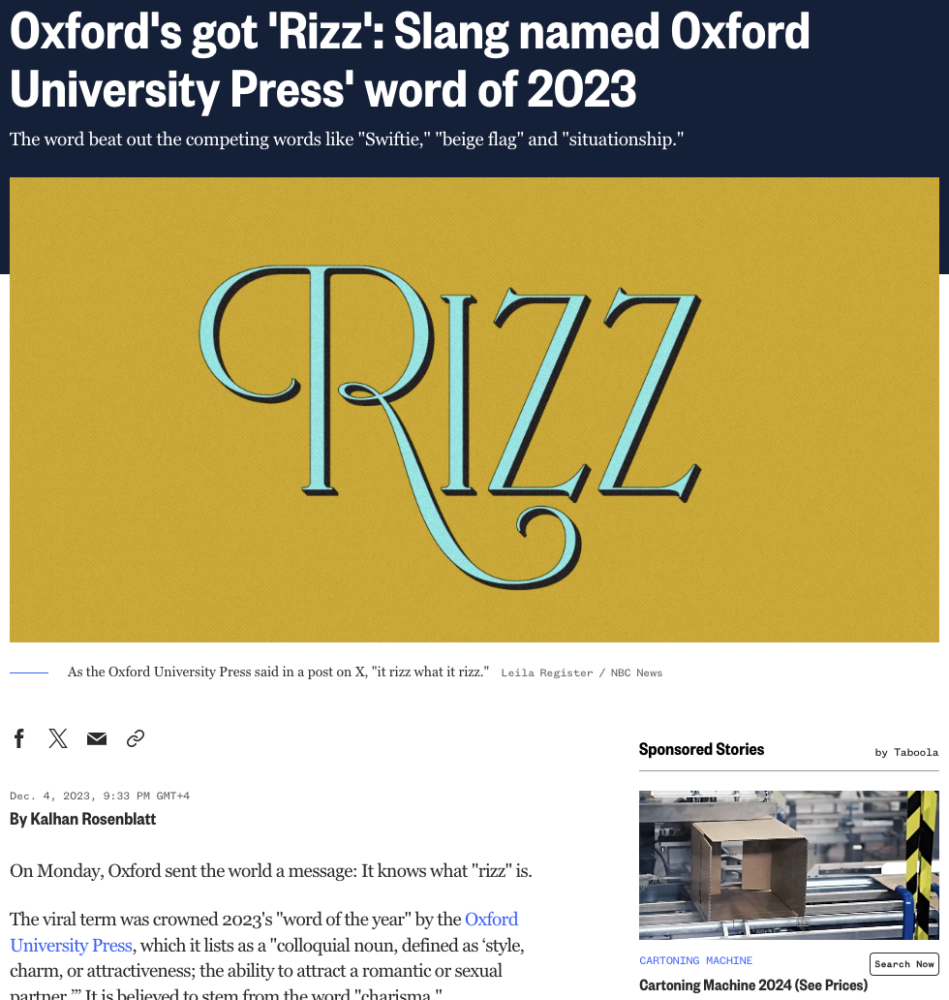 Oxford's got 'Rizz': Slang named Oxford
University Press' word of 2023
The word beat out the competing words like "Swiftie," "beige flag" and "situationship."
RIZZ
As the Oxford University Press said in a post on X, "it rizz what it rizz." Leila Register / NBC News
Dec. 4, 2023, 9:33 PM GMT+4
By Kalhan Rosenblatt
On Monday, Oxford sent the world a message: It knows what "rizz" is.
The viral term was crowned 2023's "word of the year" by the Oxford
University Press, which it lists as a "colloquial noun, defined as ‘style,
charm, or attractiveness; the ability to attract a romantic or sexual
partner.’” It is believed to stem from the word "charisma."
Sponsored Stories
by Taboola
CARTONING MACHINE
Search Now
Cartoning Machine 2024 (See Prices)